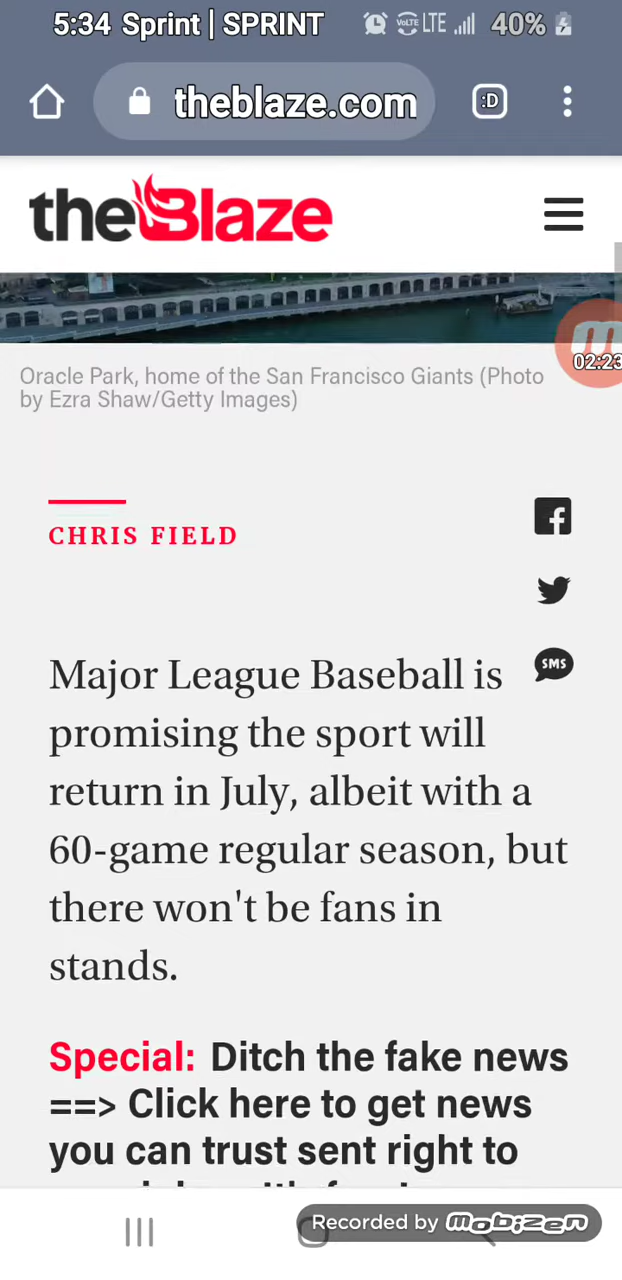 5:34 Sprint | SPRINT VoLTE LTE 40%
theblaze.com :D
theBlaze
02:23
Oracle Park, home of the San Francisco Giants (Photo
by Ezra Shaw/Getty Images)
CHRIS FIELD
Major League Baseball is
SMS
promising the sport will
return in July, albeit with a
60-game regular season, but
there won't be fans in
stands.
Special: Ditch the fake news
==> Click here to get news
you can trust sent right to
Recorded by mobizen